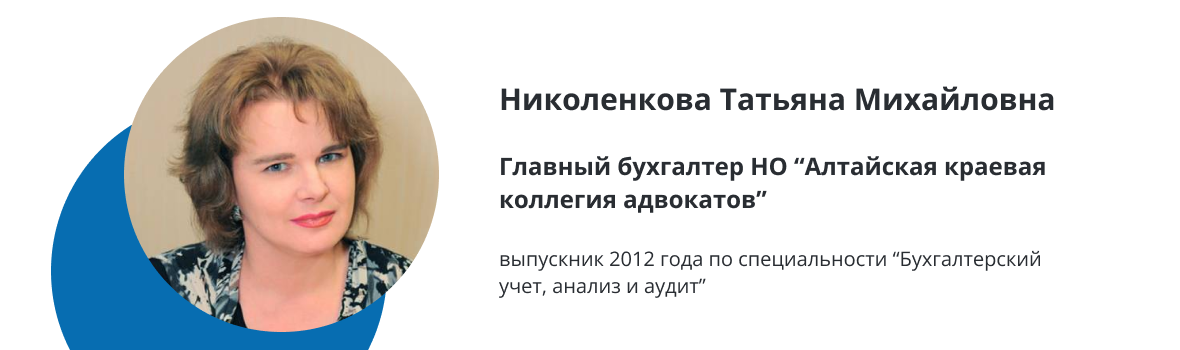 Николенкова Татьяна Михайловна
Главный бухгалтер НО “Алтайская краевая
коллегия адвокатов”
выпускник 2012 года по специальности “Бухгалтерский
учет, анализ и аудит”